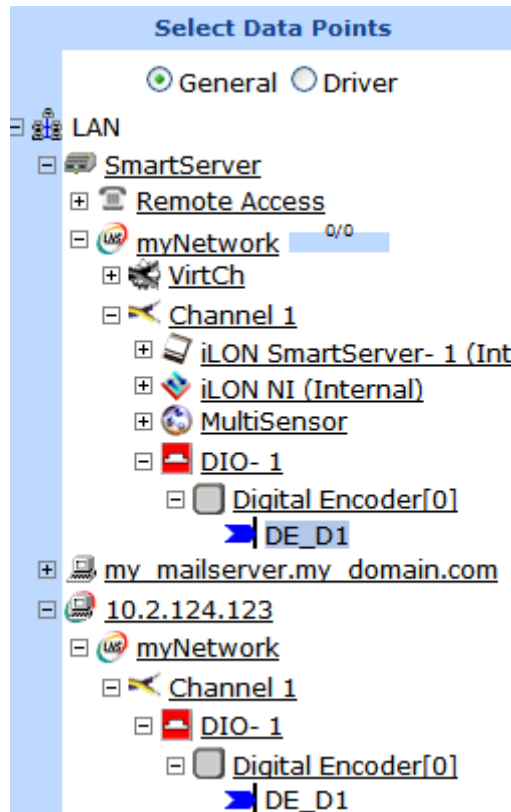 Select Data Points
General Driver
LAN
SmartServer
Remote Access
myNetwork 0/0
VirtCh
Channel 1
iLON SmartServer- 1 (Int
iLON NI (Internal)
MultiSensor
DIO- 1
Digital Encoder[0]
DE_D1
my_mailserver.my_domain.com
10.2.124.123
LNS myNetwork
Channel 1
DIO- 1
Digital Encoder[0]
DE_D1